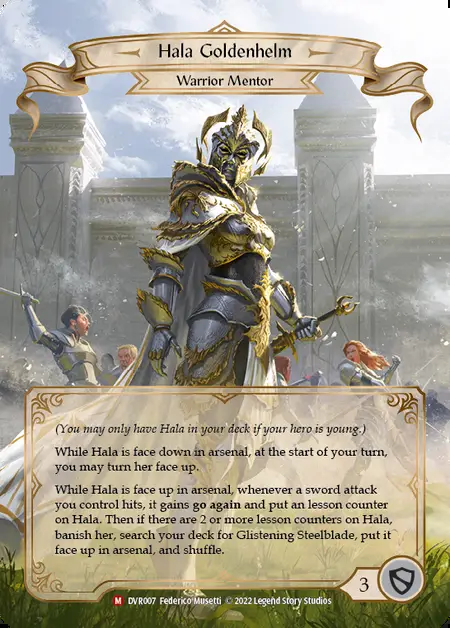 Hala Goldenhelm
Warrior Mentor
(You may only have Hala in your deck if your hero is young.)
While Hala is face down in arsenal, at the start of your turn,
you may turn her face up.
While Hala is face up in arsenal, whenever a sword attack
you control hits, it gains go again and put an lesson counter
on Hala. Then if there are 2 or more lesson counters on Hala,
banish her, search your deck for Glistening Steelblade, put it
face up in arsenal, and shuffle.
3
M DVR007 Federico Musetti © 2022 Legend Story Studios